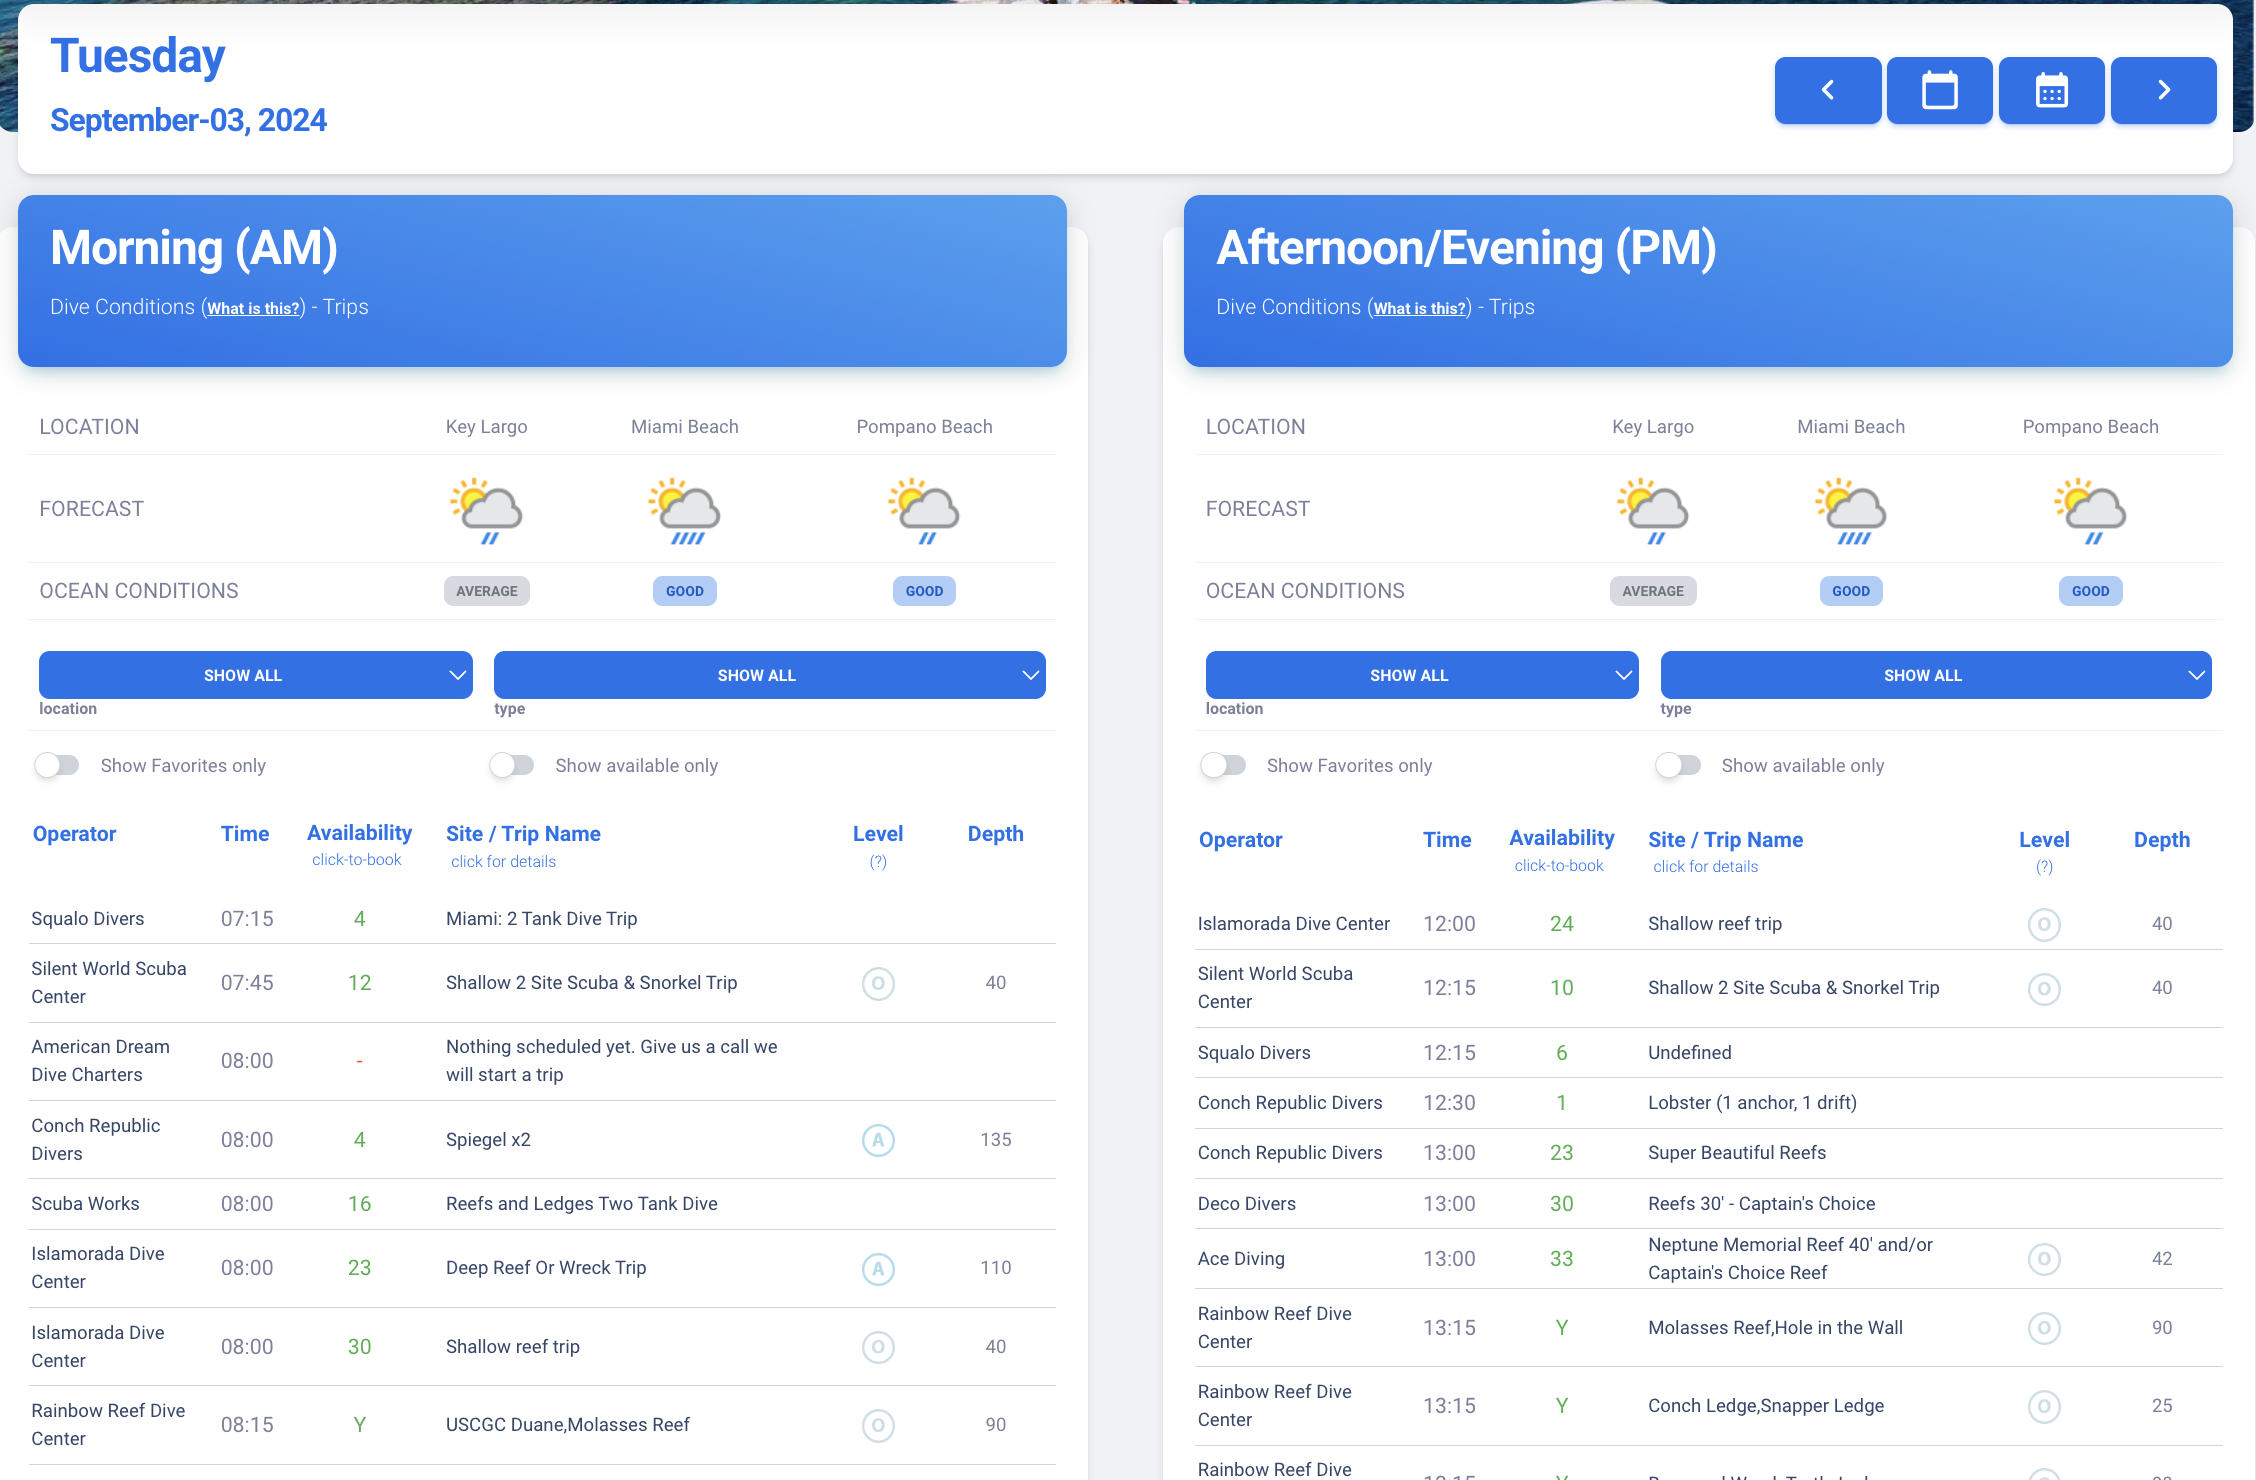 Tuesday
September-03, 2024
Morning (AM)
Dive Conditions (What is this?) - Trips
LOCATION Key Largo Miami Beach Pompano Beach
FORECAST
OCEAN CONDITIONS AVERAGE GOOD GOOD
SHOW ALL SHOW ALL
location type
Show Favorites only Show available only
Operator Time Availability Site / Trip Name Level Depth
click-to-book click for details (?)
Squalo Divers 07:15 4 Miami: 2 Tank Dive Trip
Silent World Scuba
Center 07:45 12 Shallow 2 Site Scuba & Snorkel Trip O 40
American Dream
Dive Charters 08:00 - Nothing scheduled yet. Give us a call we
will start a trip
Conch Republic
Divers 08:00 4 Spiegel x2 A 135
Scuba Works 08:00 16 Reefs and Ledges Two Tank Dive
Islamorada Dive
Center 08:00 23 Deep Reef Or Wreck Trip A 110
Islamorada Dive
Center 08:00 30 Shallow reef trip O 40
Rainbow Reef Dive
Center 08:15 Y USCGC Duane,Molasses Reef O 90
Afternoon/Evening (PM)
Dive Conditions (What is this?) - Trips
LOCATION Key Largo Miami Beach Pompano Beach
FORECAST
OCEAN CONDITIONS AVERAGE GOOD GOOD
SHOW ALL SHOW ALL
location type
Show Favorites only Show available only
Operator Time Availability Site / Trip Name Level Depth
click-to-book click for details (?)
Islamorada Dive Center 12:00 24 Shallow reef trip O 40
Silent World Scuba
Center 12:15 10 Shallow 2 Site Scuba & Snorkel Trip O 40
Squalo Divers 12:15 6 Undefined
Conch Republic Divers 12:30 1 Lobster (1 anchor, 1 drift)
Conch Republic Divers 13:00 23 Super Beautiful Reefs
Deco Divers 13:00 30 Reefs 30' - Captain's Choice
Ace Diving 13:00 33 Neptune Memorial Reef 40' and/or
Captain's Choice Reef O 42
Rainbow Reef Dive
Center 13:15 Y Molasses Reef,Hole in the Wall O 90
Rainbow Reef Dive
Center 13:15 Y Conch Ledge,Snapper Ledge O 25
Rainbow Reef Dive